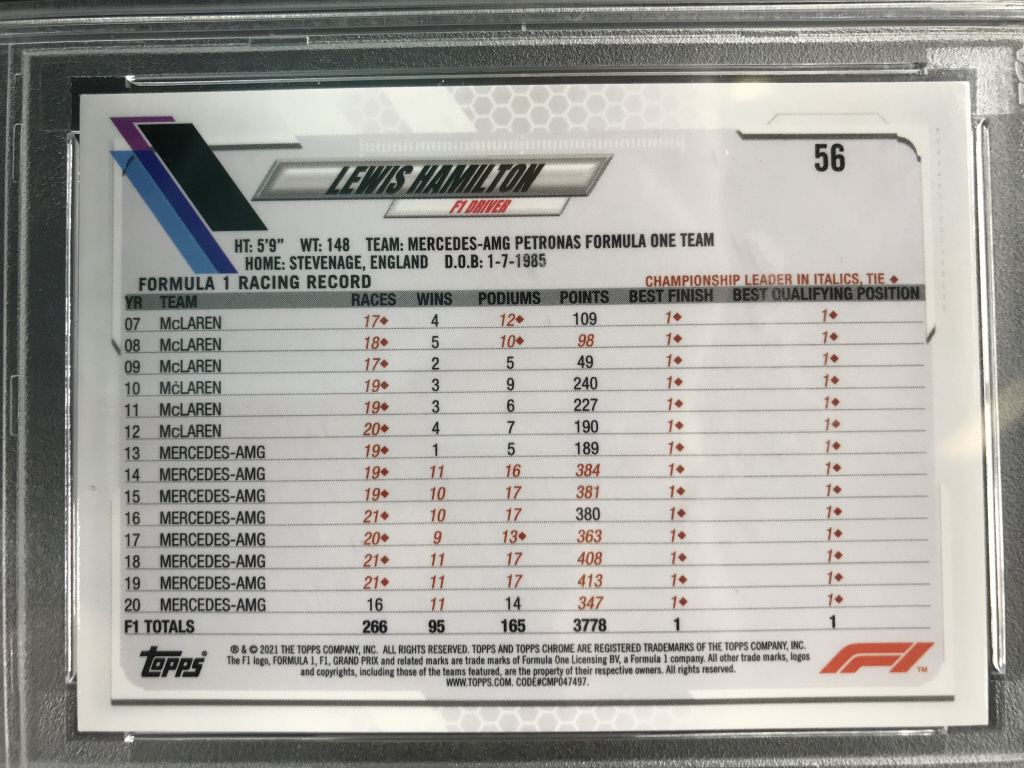 56
LEWIS HAMILTON
F1 DRIVER
HT: 5'9" WT: 148 TEAM: MERCEDES-AMG PETRONAS FORMULA ONE TEAM
HOME: STEVENAGE, ENGLAND D.O.B: 1-7-1985
FORMULA 1 RACING RECORD CHAMPIONSHIP LEADER IN ITALICS, TIE ◆
YR TEAM RACES WINS PODIUMS POINTS BEST FINISH BEST QUALIFYING POSITION
07 McLAREN 17◆ 4 12◆ 109 1◆ 1◆
08 McLAREN 18◆ 5 10◆ 98 1◆ 1◆
09 McLAREN 17◆ 2 5 49 1◆ 1◆
10 McLAREN 19◆ 3 9 240 1◆ 1◆
11 McLAREN 19◆ 3 6 227 1◆ 1◆
12 McLAREN 20◆ 4 7 190 1◆ 1◆
13 MERCEDES-AMG 19◆ 1 5 189 1◆ 1◆
14 MERCEDES-AMG 19◆ 11 16 384 1◆ 1◆
15 MERCEDES-AMG 19◆ 10 17 381 1◆ 1◆
16 MERCEDES-AMG 21◆ 10 17 380 1◆ 1◆
17 MERCEDES-AMG 20◆ 9 13◆ 363 1◆ 1◆
18 MERCEDES-AMG 21◆ 11 17 408 1◆ 1◆
19 MERCEDES-AMG 21◆ 11 17 413 1◆ 1◆
20 MERCEDES-AMG 16 11 14 347 1◆ 1◆
F1 TOTALS 266 95 165 3778 1 1
® & © 2021 THE TOPPS COMPANY, INC. ALL RIGHTS RESERVED. TOPPS AND TOPPS CHROME ARE REGISTERED TRADEMARKS OF THE TOPPS COMPANY, INC.
The F1 logo, FORMULA 1, F1, GRAND PRIX and related marks are trade marks of Formula One Licensing BV, a Formula 1 company. All other trade marks, logos
and copyrights, including those of the teams featured, are the property of their respective owners. All rights reserved.
WWW.TOPPS.COM. CODE#CMP047497.
Topps®
F1™